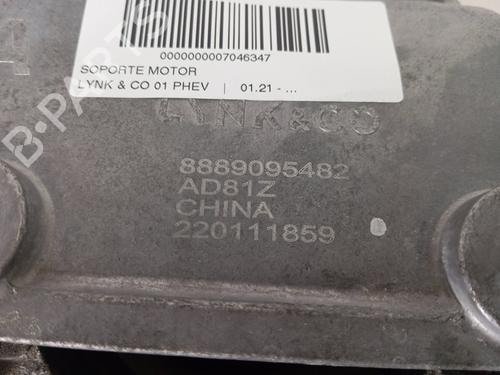 0000000007046347
SOPORTE MOTOR
LYNK & CO 01 PHEV | 01.21 - ...
LYNK & CO
8889095482
AD81Z
CHINA
220111859
B-PARTS